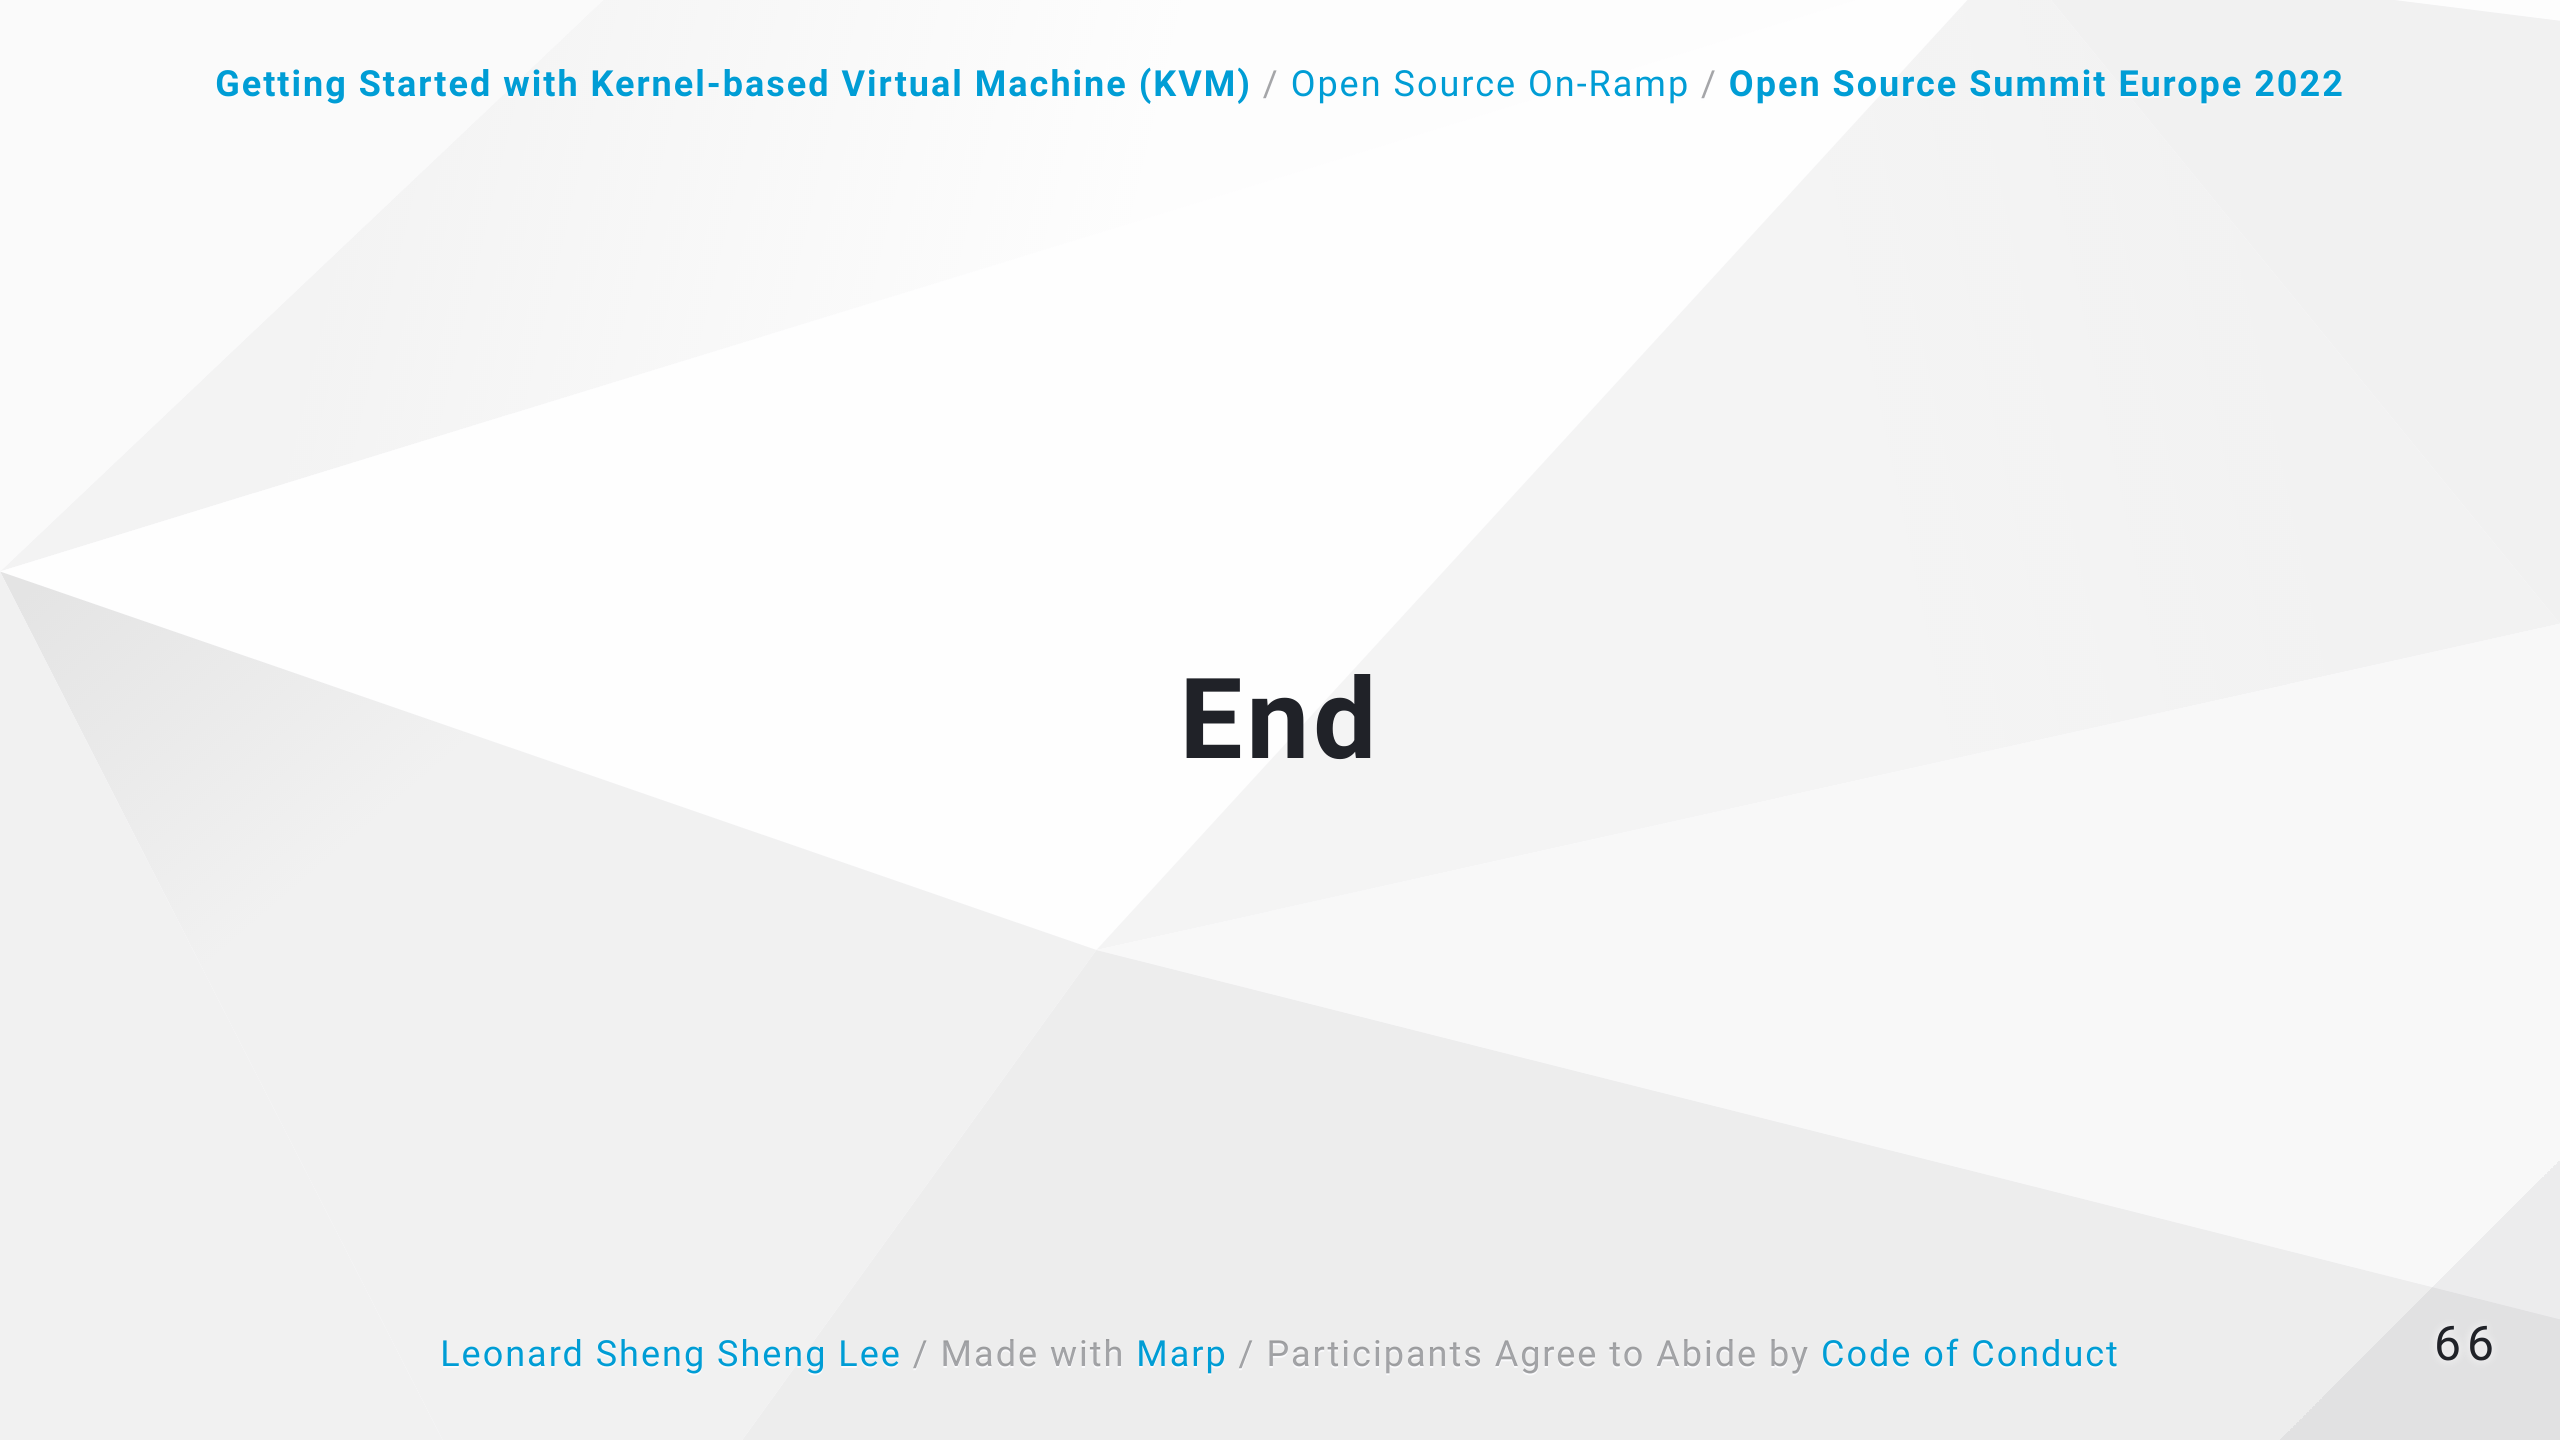 Getting Started with Kernel-based Virtual Machine (KVM) / Open Source On-Ramp / Open Source Summit Europe 2022
End
Leonard Sheng Sheng Lee / Made with Marp / Participants Agree to Abide by Code of Conduct
66